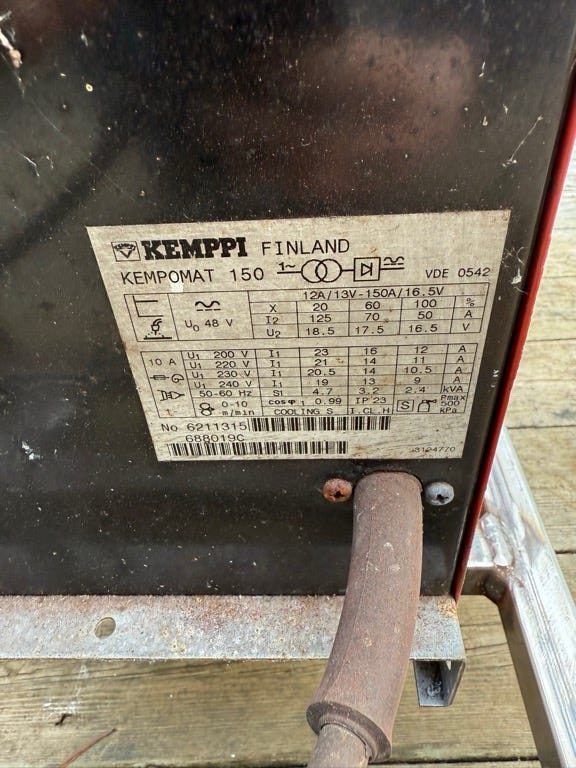 KEMPPI FINLAND
KEMPOMAT 150 1~ VDE 0542
12A/13V-150A/16.5V
X 20 60 100 %
U₀ 48 V I2 125 70 50 A
U₂ 18.5 17.5 16.5 V
10 A U₁ 200 V I₁ 23 16 12 A
U₁ 220 V I₁ 21 14 11 A
U₁ 230 V I₁ 20.5 14 10.5 A
U₁ 240 V I₁ 19 13 9 A
50-60 Hz S1 4.7 3.2 2.4 kVA
0-10 m/min cosφ₁ 0.99 IP 23 S Pmax 500 kPa
COOLING S I.CL.H
No 6211315
688019C 3124770